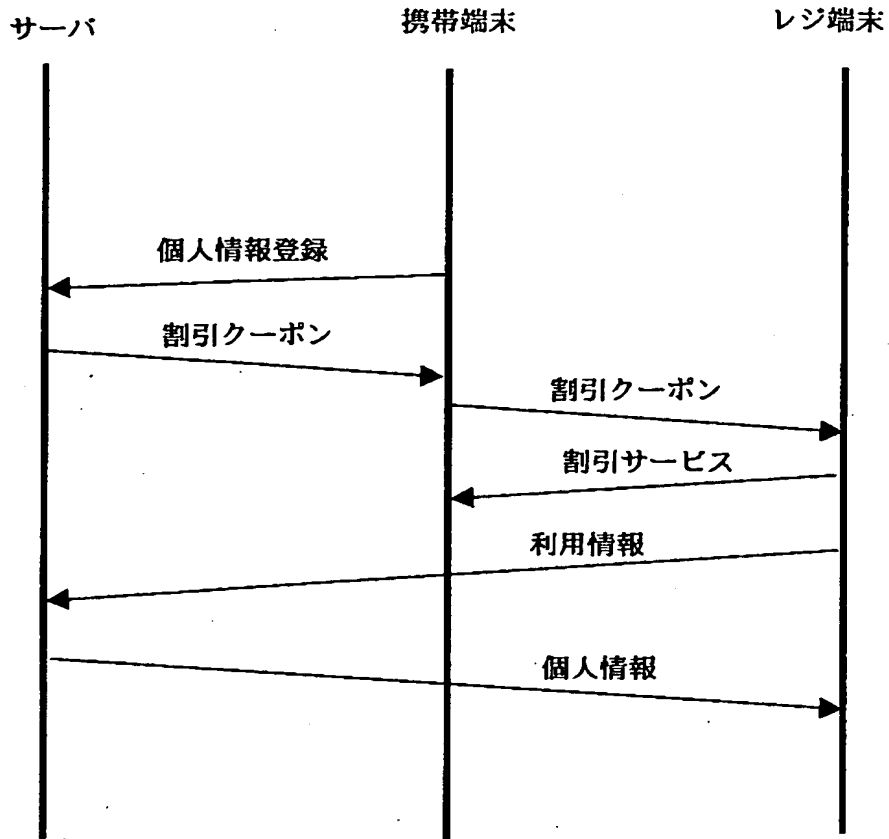 サーバ
携帯端末
レジ端末
個人情報登録
割引クーポン
割引クーポン
割引サービス
利用情報
個人情報